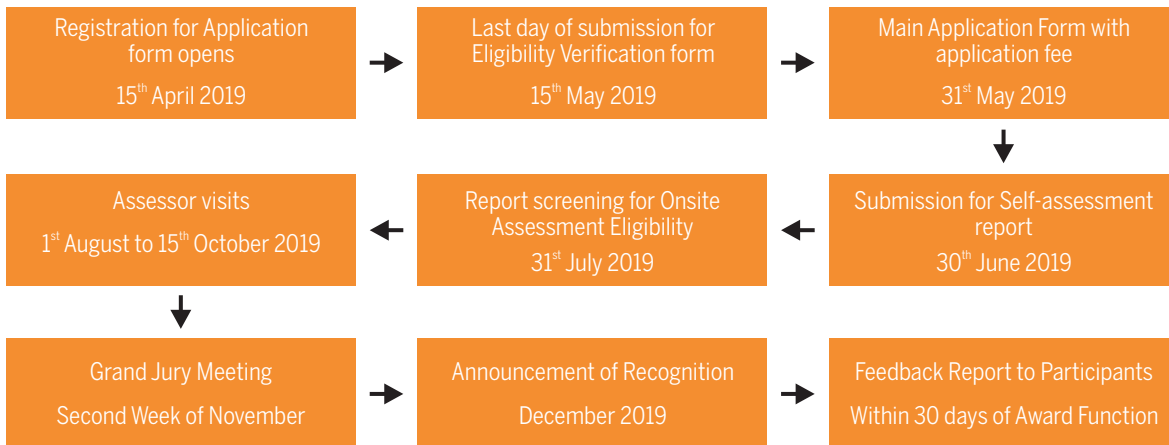 Registration for Application
form opens
15th April 2019
Last day of submission for
Eligibility Verification form
15th May 2019
Main Application Form with
application fee
31st May 2019
Submission for Self-assessment
report
30th June 2019
Report screening for Onsite
Assessment Eligibility
31st July 2019
Assessor visits
1st August to 15th October 2019
Grand Jury Meeting
Second Week of November
Announcement of Recognition
December 2019
Feedback Report to Participants
Within 30 days of Award Function